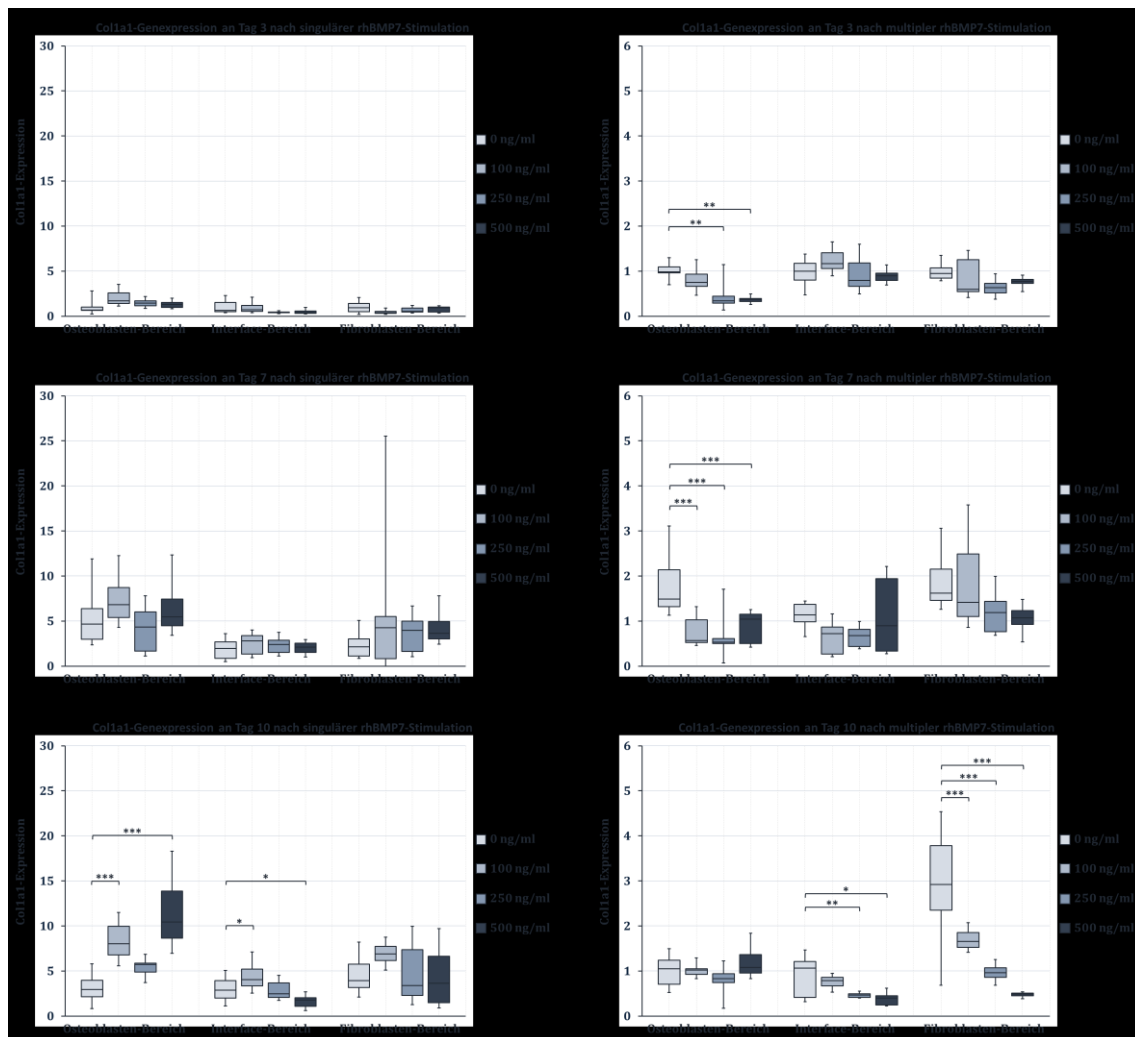 Col1a1-Genexpression an Tag 3 nach singulärer rhBMP7-Stimulation
30
25
20
15
10
5
0
Col1a1-Expression
0 ng/ml
100 ng/ml
250 ng/ml
500 ng/ml
Osteoblasten-Bereich Interface-Bereich Fibroblasten-Bereich
Col1a1-Genexpression an Tag 3 nach multipler rhBMP7-Stimulation
6
5
4
3
2
1
0
Col1a1-Expression
**
**
0 ng/ml
100 ng/ml
250 ng/ml
500 ng/ml
Osteoblasten-Bereich Interface-Bereich Fibroblasten-Bereich
Col1a1-Genexpression an Tag 7 nach singulärer rhBMP7-Stimulation
30
25
20
15
10
5
0
Col1a1-Expression
0 ng/ml
100 ng/ml
250 ng/ml
500 ng/ml
Osteoblasten-Bereich Interface-Bereich Fibroblasten-Bereich
Col1a1-Genexpression an Tag 7 nach multipler rhBMP7-Stimulation
6
5
4
3
2
1
0
Col1a1-Expression
***
***
***
0 ng/ml
100 ng/ml
250 ng/ml
500 ng/ml
Osteoblasten-Bereich Interface-Bereich Fibroblasten-Bereich
Col1a1-Genexpression an Tag 10 nach singulärer rhBMP7-Stimulation
30
25
20
15
10
5
0
Col1a1-Expression
***
***
*
*
0 ng/ml
100 ng/ml
250 ng/ml
500 ng/ml
Osteoblasten-Bereich Interface-Bereich Fibroblasten-Bereich
Col1a1-Genexpression an Tag 10 nach multipler rhBMP7-Stimulation
6
5
4
3
2
1
0
Col1a1-Expression
***
***
***
*
**
0 ng/ml
100 ng/ml
250 ng/ml
500 ng/ml
Osteoblasten-Bereich Interface-Bereich Fibroblasten-Bereich